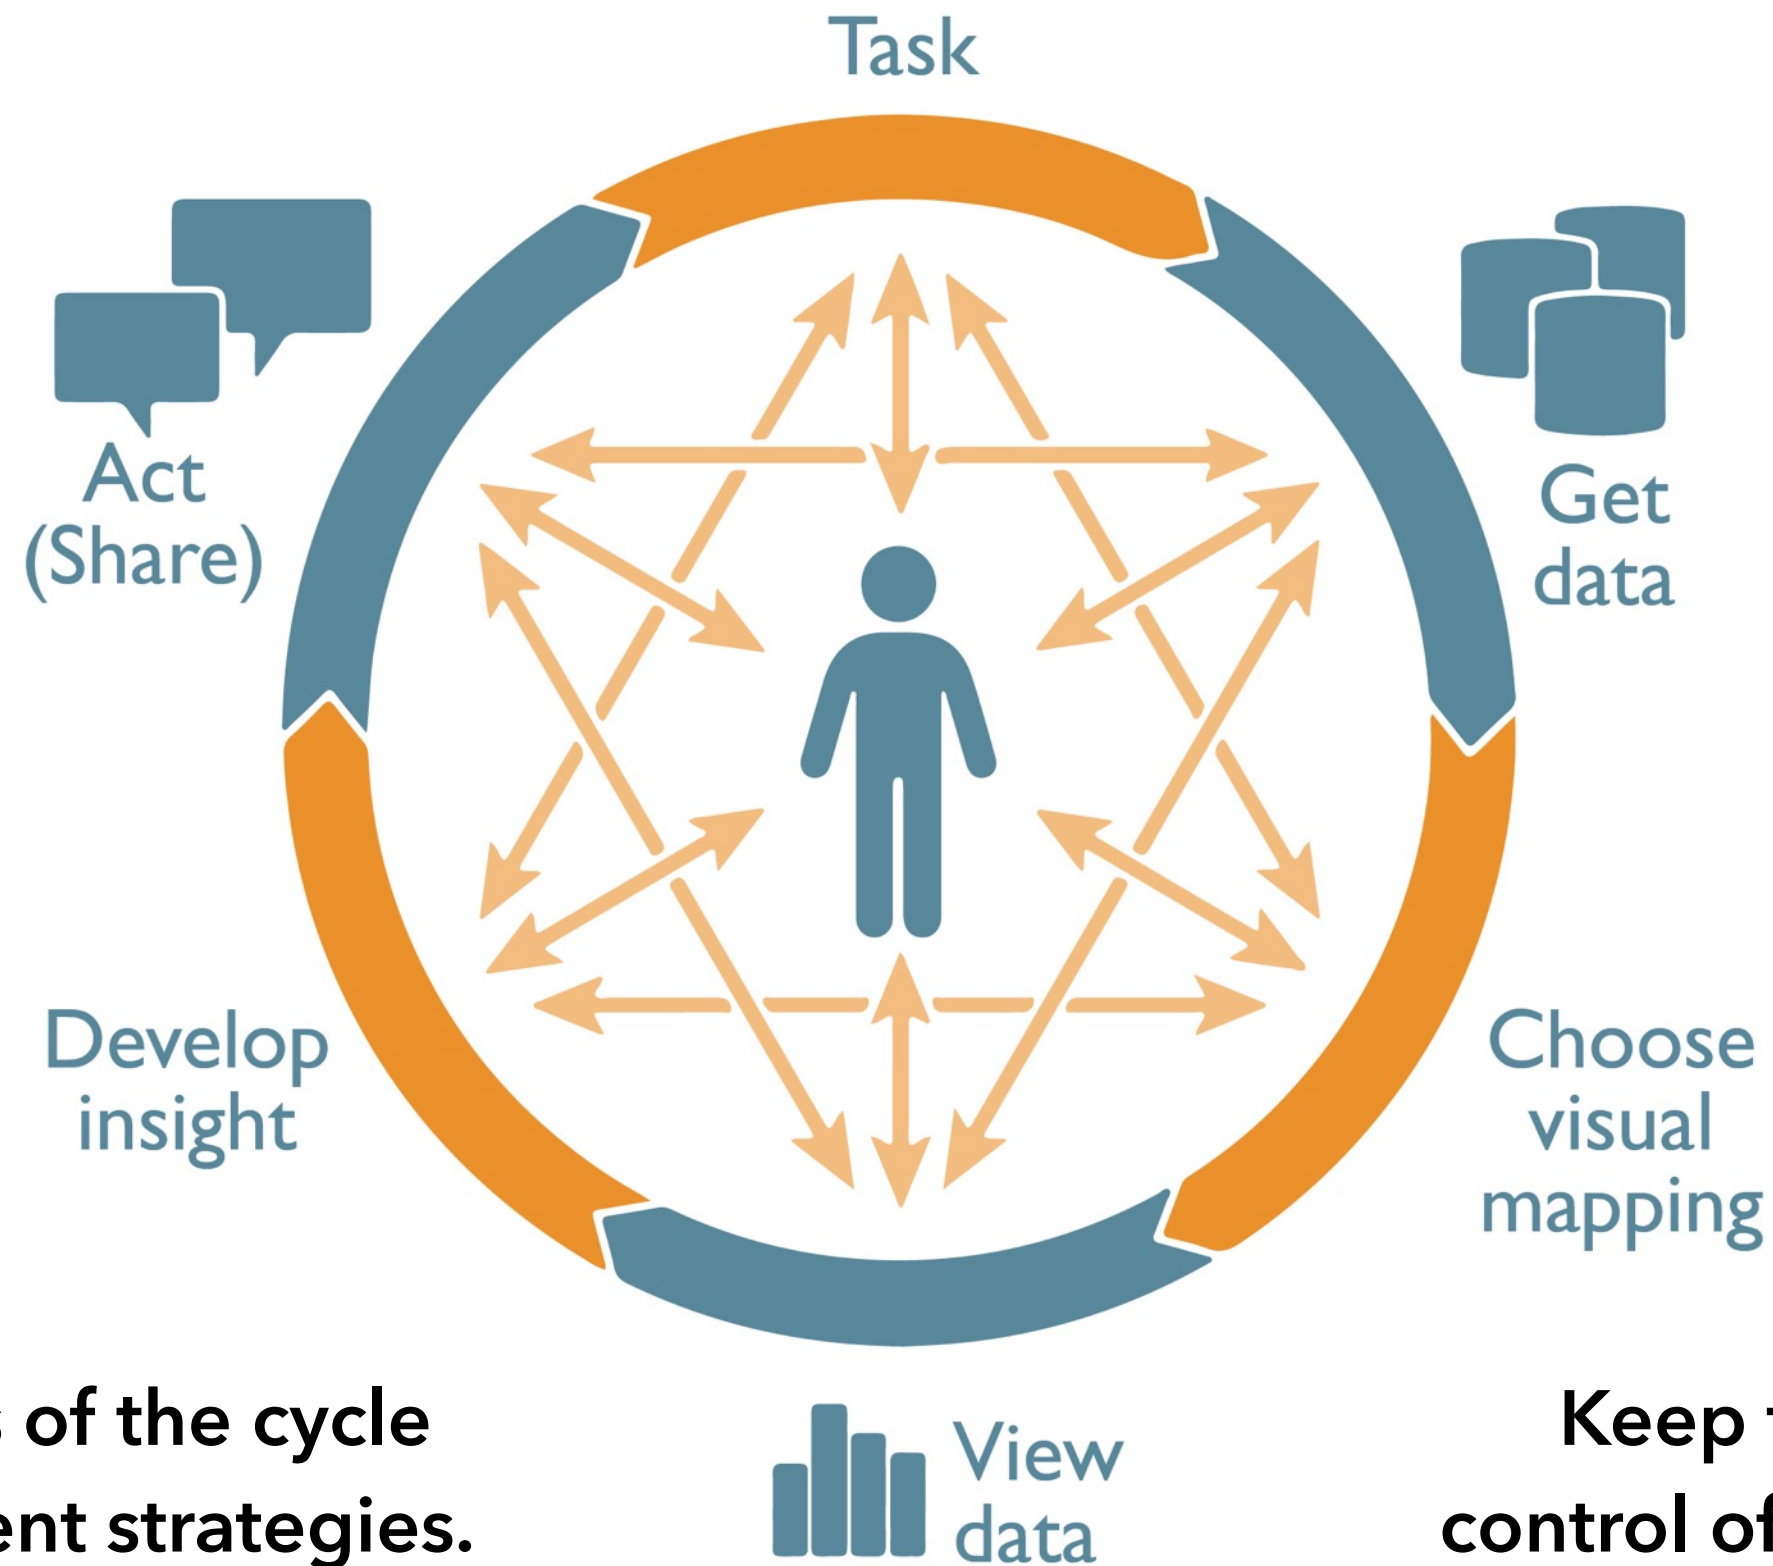 Task
Act
(Share)
Get
data
Develop
insight
Choose
visual
mapping
of the cycle
strategies.
View
data
Keep
control of